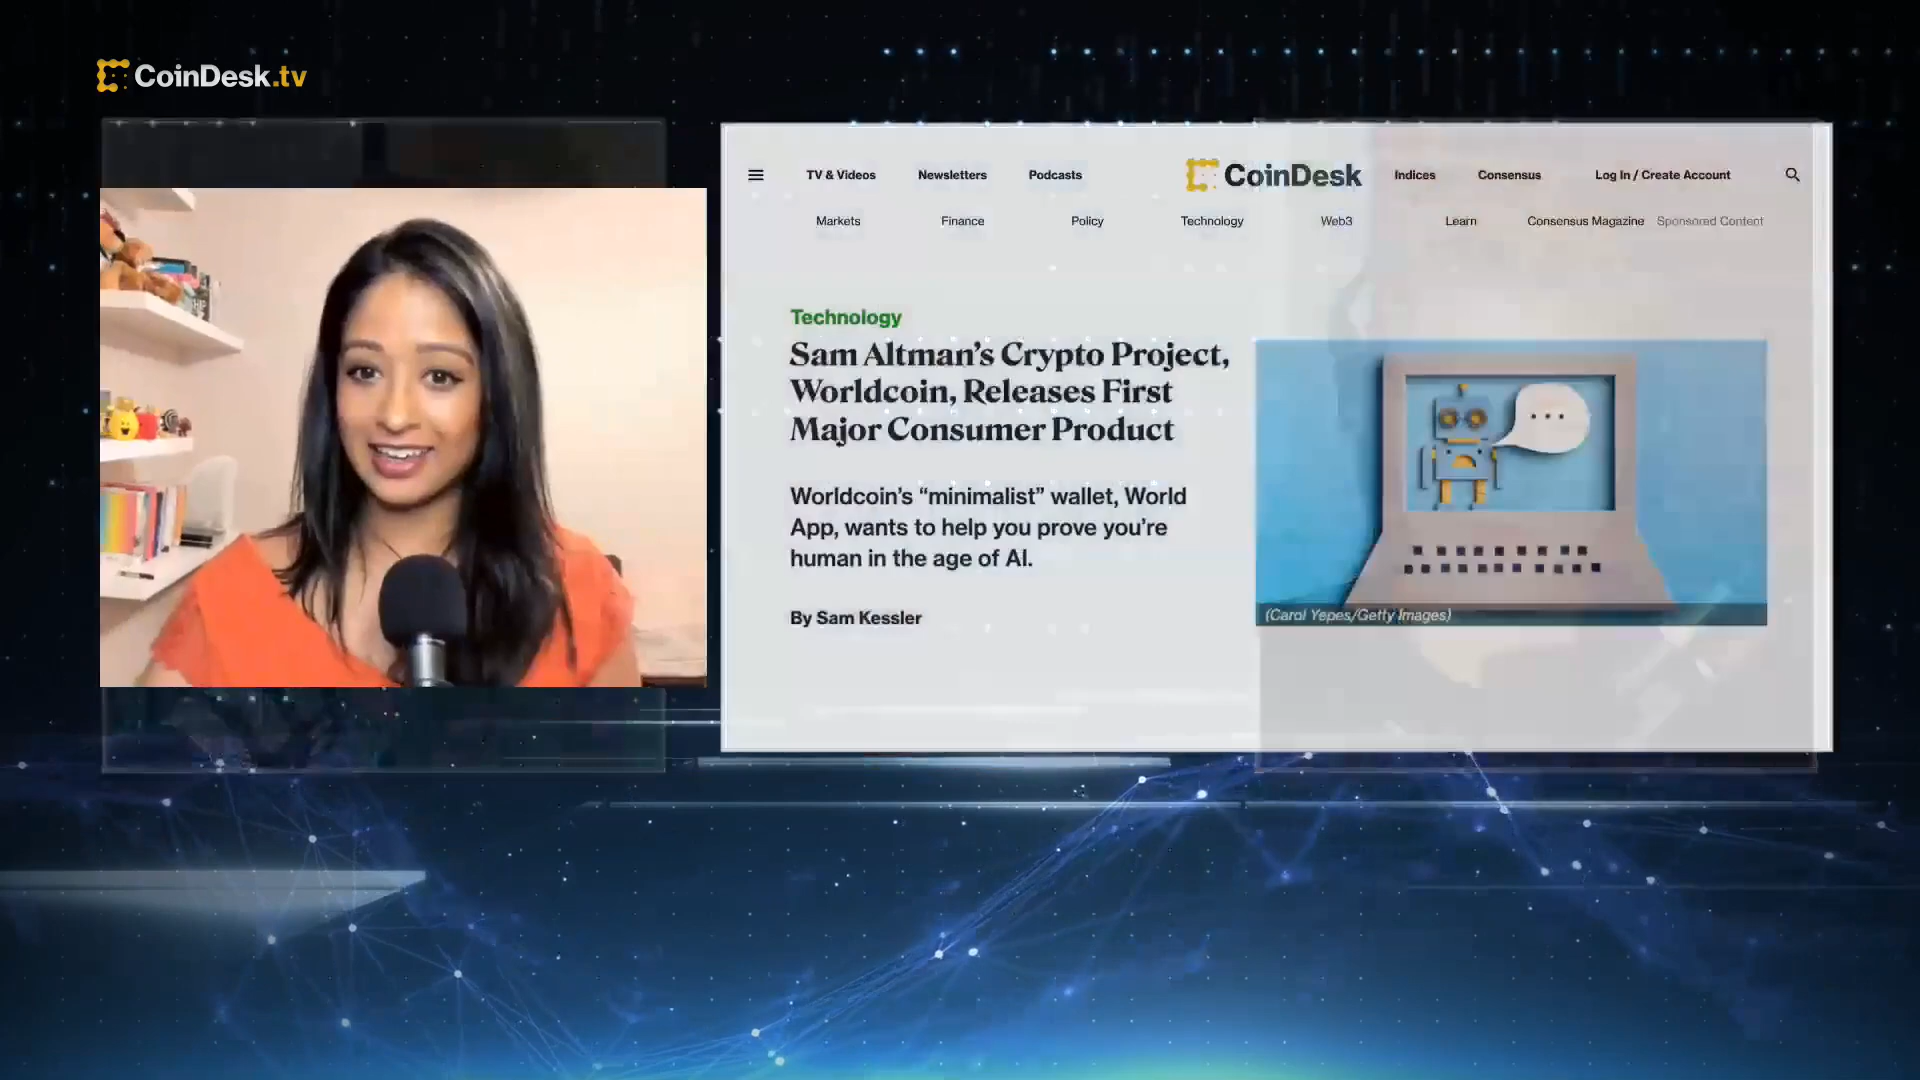 CoinDesk.tv
TV & Videos Newsletters Podcasts CoinDesk Indices Consensus Log In / Create Account
Markets Finance Policy Technology Web3 Learn Consensus Magazine Sponsored Content
Technology
Sam Altman’s Crypto Project,
Worldcoin, Releases First
Major Consumer Product
Worldcoin’s “minimalist” wallet, World
App, wants to help you prove you’re
human in the age of AI.
By Sam Kessler
(Carol Yepes/Getty Images)